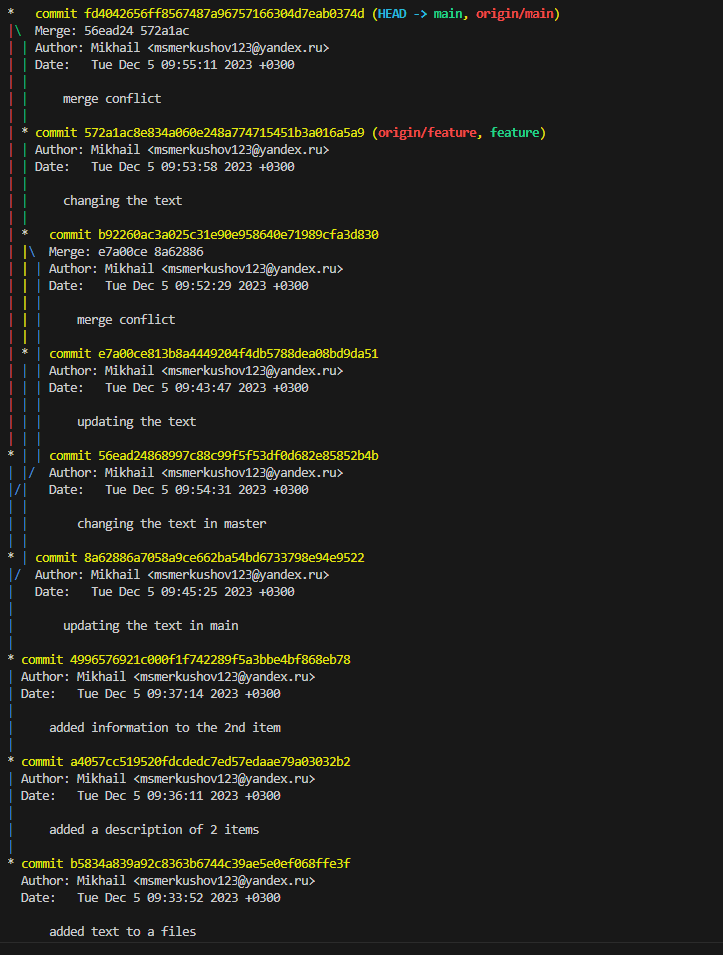 * commit fd4042656ff8567487a96757166304d7eab0374d (HEAD -> main, origin/main)
|\ Merge: 56ead24 572a1ac
| | Author: Mikhail <msmerkushov123@yandex.ru>
| | Date: Tue Dec 5 09:55:11 2023 +0300
| |
| | merge conflict
| |
| * commit 572a1ac8e834a060e248a774715451b3a016a5a9 (origin/feature, feature)
| | Author: Mikhail <msmerkushov123@yandex.ru>
| | Date: Tue Dec 5 09:53:58 2023 +0300
| |
| | changing the text
| |
| * commit b92260ac3a025c31e90e958640e71989cfa3d830
| |\ Merge: e7a00ce 8a62886
| | | Author: Mikhail <msmerkushov123@yandex.ru>
| | | Date: Tue Dec 5 09:52:29 2023 +0300
| | |
| | | merge conflict
| | |
| * | commit e7a00ce813b8a4449204f4db5788dea08bd9da51
| | | Author: Mikhail <msmerkushov123@yandex.ru>
| | | Date: Tue Dec 5 09:43:47 2023 +0300
| | |
| | | updating the text
| | |
* | | commit 56ead24868997c88c99f5f53df0d682e85852b4b
| |/ Author: Mikhail <msmerkushov123@yandex.ru>
|/| Date: Tue Dec 5 09:54:31 2023 +0300
| |
| | changing the text in master
| |
* | commit 8a62886a7058a9ce662ba54bd6733798e94e9522
|/ Author: Mikhail <msmerkushov123@yandex.ru>
| Date: Tue Dec 5 09:45:25 2023 +0300
|
| updating the text in main
|
* commit 4996576921c000f1f742289f5a3bbe4bf868eb78
| Author: Mikhail <msmerkushov123@yandex.ru>
| Date: Tue Dec 5 09:37:14 2023 +0300
|
| added information to the 2nd item
|
* commit a4057cc519520fdcdedc7ed57edaae79a03032b2
| Author: Mikhail <msmerkushov123@yandex.ru>
| Date: Tue Dec 5 09:36:11 2023 +0300
|
| added a description of 2 items
|
* commit b5834a839a92c8363b6744c39ae5e0ef068ffe3f
Author: Mikhail <msmerkushov123@yandex.ru>
Date: Tue Dec 5 09:33:52 2023 +0300

added text to a files